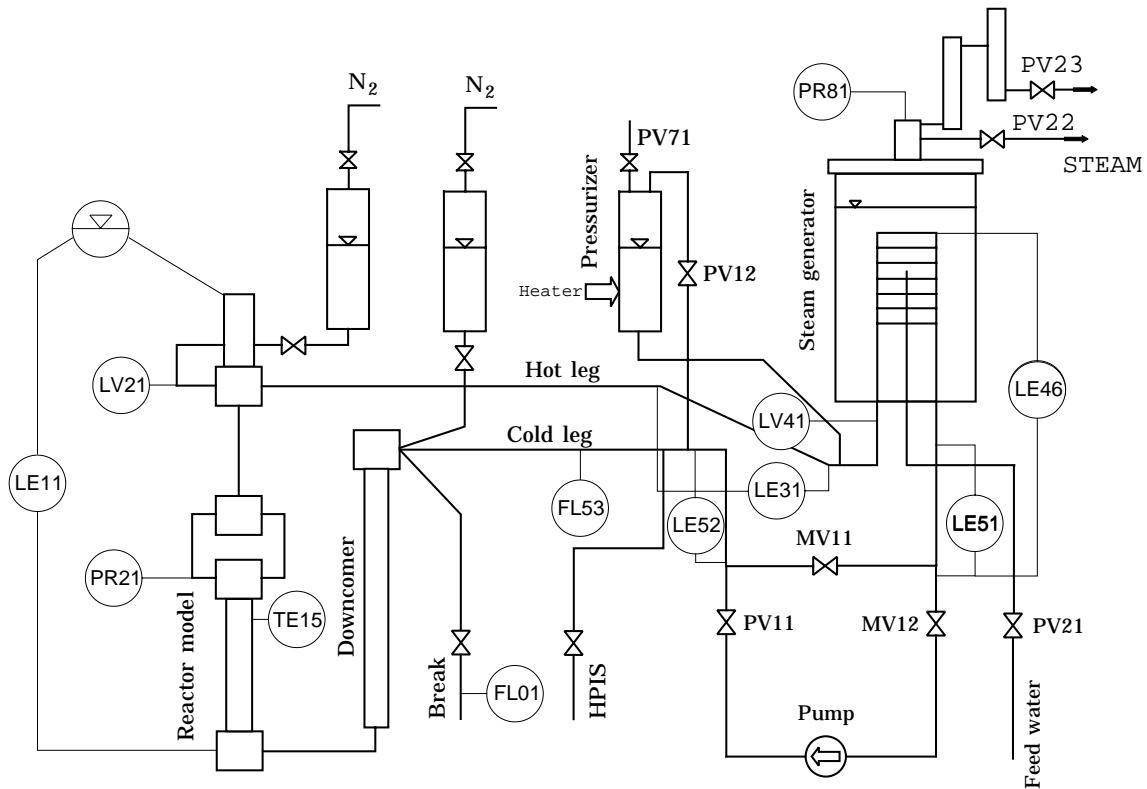 N2
N2
PV71
PR81
PV23
PV22
STEAM
Pressurizer
Heater
PV12
Steam generator
LV21
Hot leg
LV41
LE46
Cold leg
LE11
FL53
LE52
LE31
LE51
MV11
PR21
TE15
Reactor model
Downcomer
Break
FL01
HPIS
PV11
MV12
PV21
Pump
Feed water